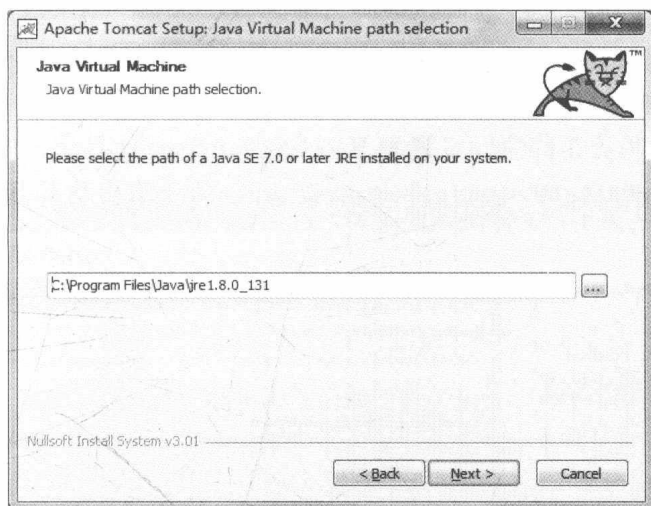 Apache Tomcat Setup: Java Virtual Machine path selection
Java Virtual Machine
Java Virtual Machine path selection.
TM
Please select the path of a Java SE 7.0 or later JRE installed on your system.
C:\Program Files\Java\jre1.8.0_131
...
Nullsoft Install System v3.01
< Back
Next >
Cancel